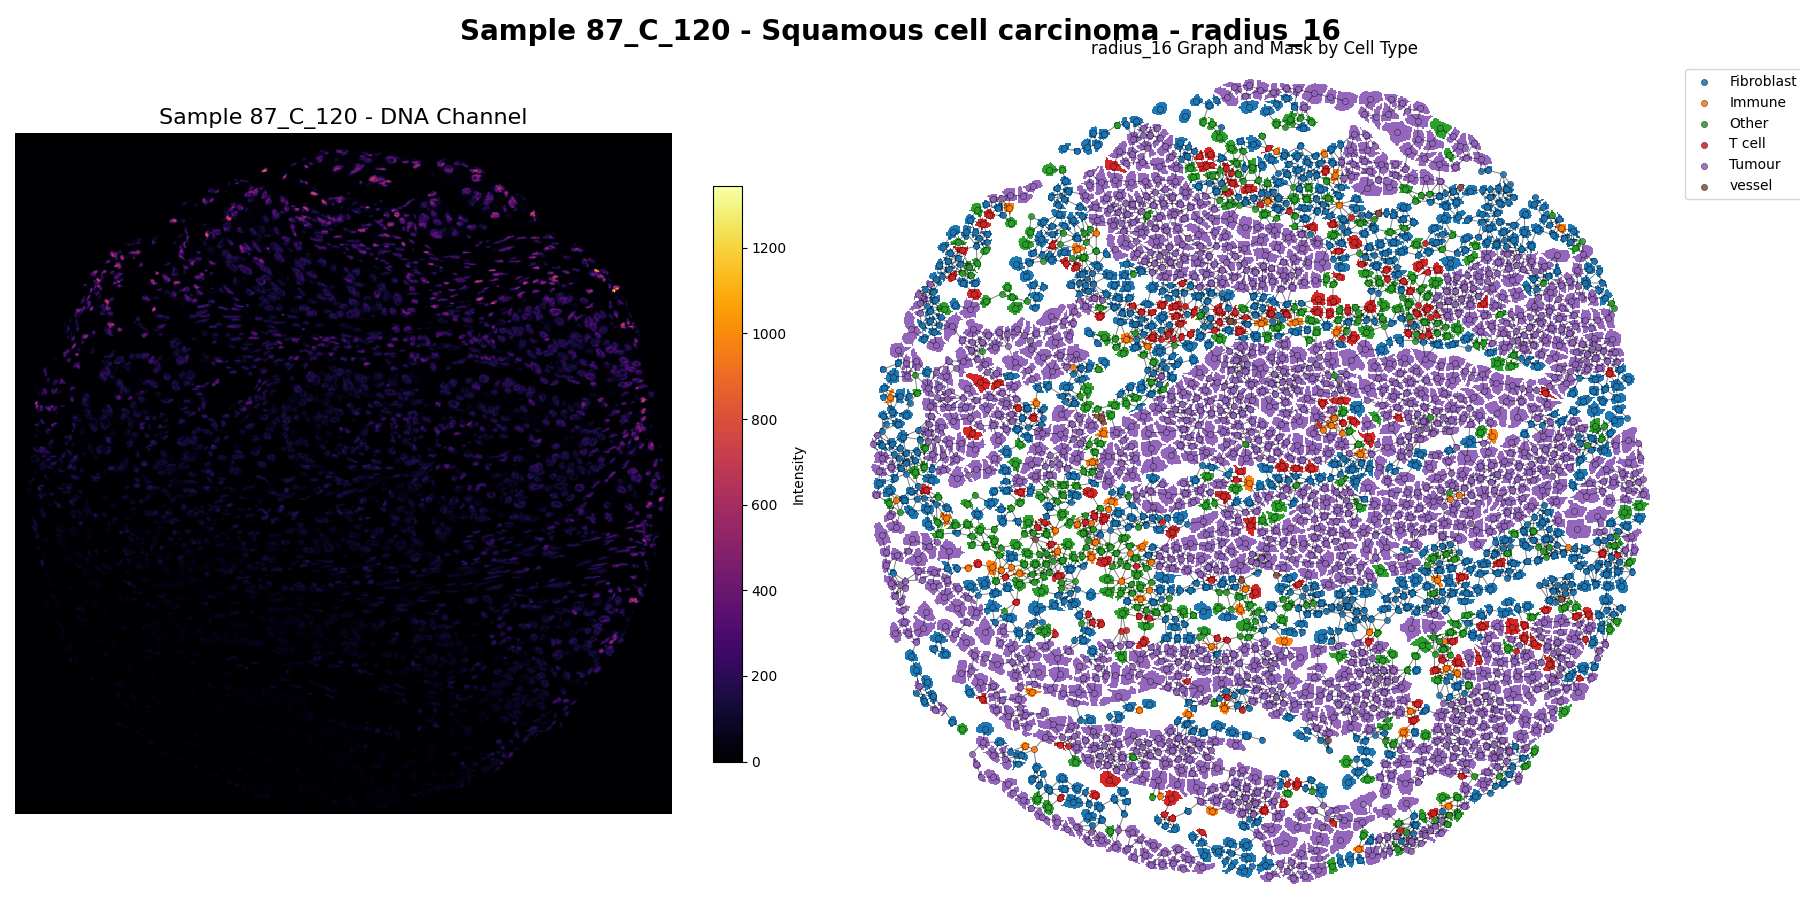 Sample 87_C_120 - Squamous cell carcinoma - radius_16
radius_16 Graph and Mask by Cell Type
Sample 87_C_120 - DNA Channel
Fibroblast
Immune
Other
T cell
Tumour
vessel
1200
1000
800
600
400
200
0
Intensity